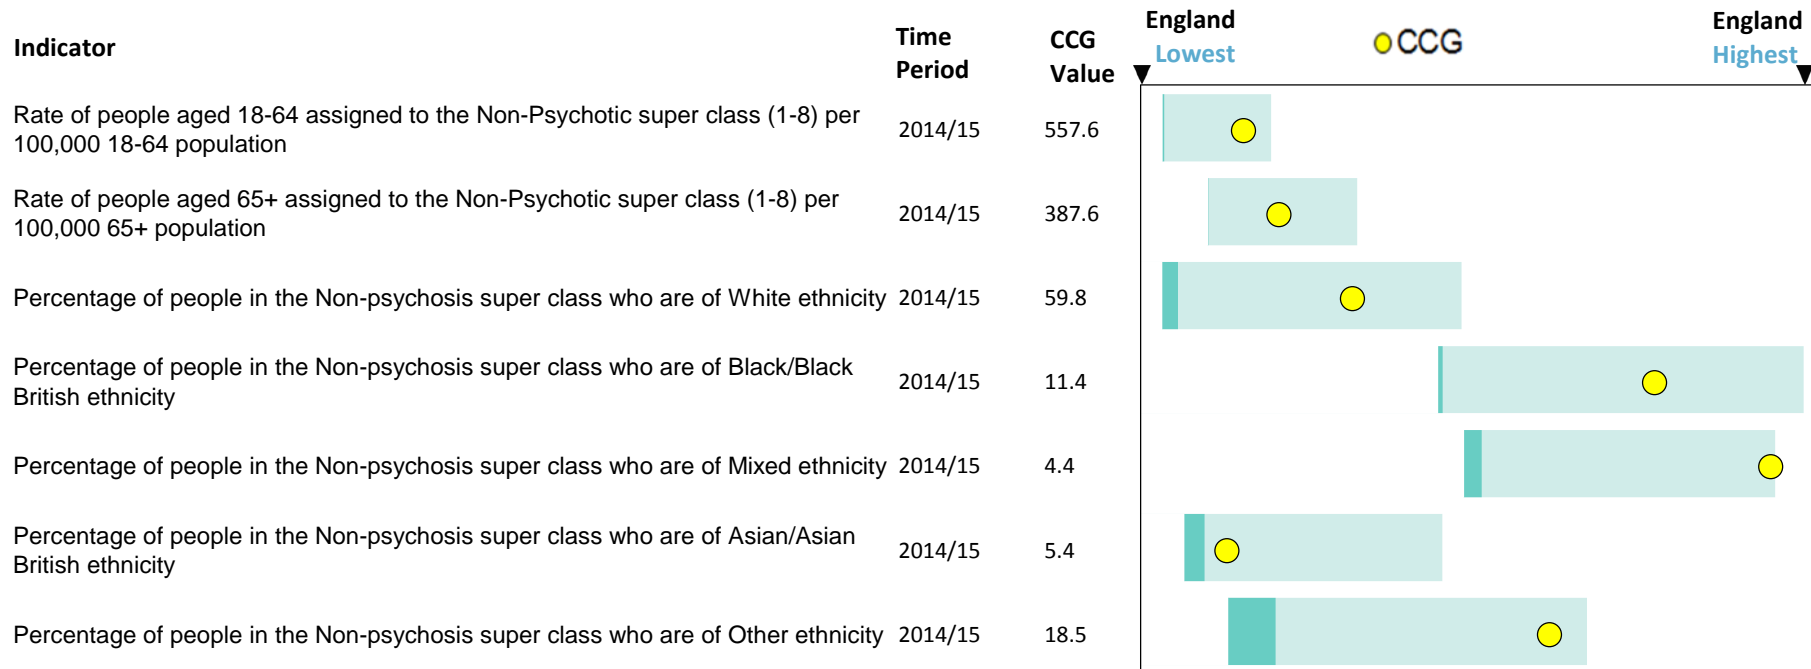 Indicator
Time
Period
CCG
Value
England
Lowest
CCG
England
Highest
Rate of people aged 18-64 assigned to the Non-Psychotic super class (1-8) per
100,000 18-64 population
2014/15
557.6
Rate of people aged 65+ assigned to the Non-Psychotic super class (1-8) per
100,000 65+ population
2014/15
387.6
Percentage of people in the Non-psychosis super class who are of White ethnicity
2014/15
59.8
Percentage of people in the Non-psychosis super class who are of Black/Black
British ethnicity
2014/15
11.4
Percentage of people in the Non-psychosis super class who are of Mixed ethnicity
2014/15
4.4
Percentage of people in the Non-psychosis super class who are of Asian/Asian
British ethnicity
2014/15
5.4
Percentage of people in the Non-psychosis super class who are of Other ethnicity
2014/15
18.5